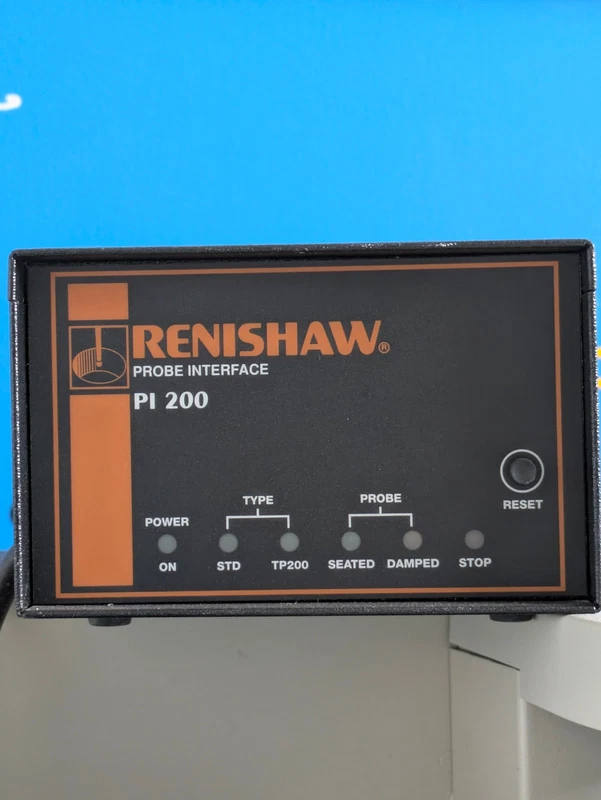 RENISHAW®
PROBE INTERFACE
PI 200
RESET
TYPE
PROBE
POWER
ON
STD
TP200
SEATED
DAMPED
STOP